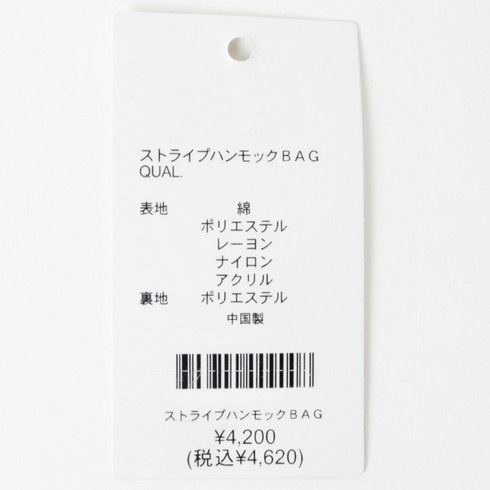 ストライプハンモックＢＡＧ
QUAL.
表地 綿
ポリエステル
レーヨン
ナイロン
アクリル
裏地 ポリエステル
中国製
ストライプハンモックＢＡＧ
¥4,200
(税込¥4,620)